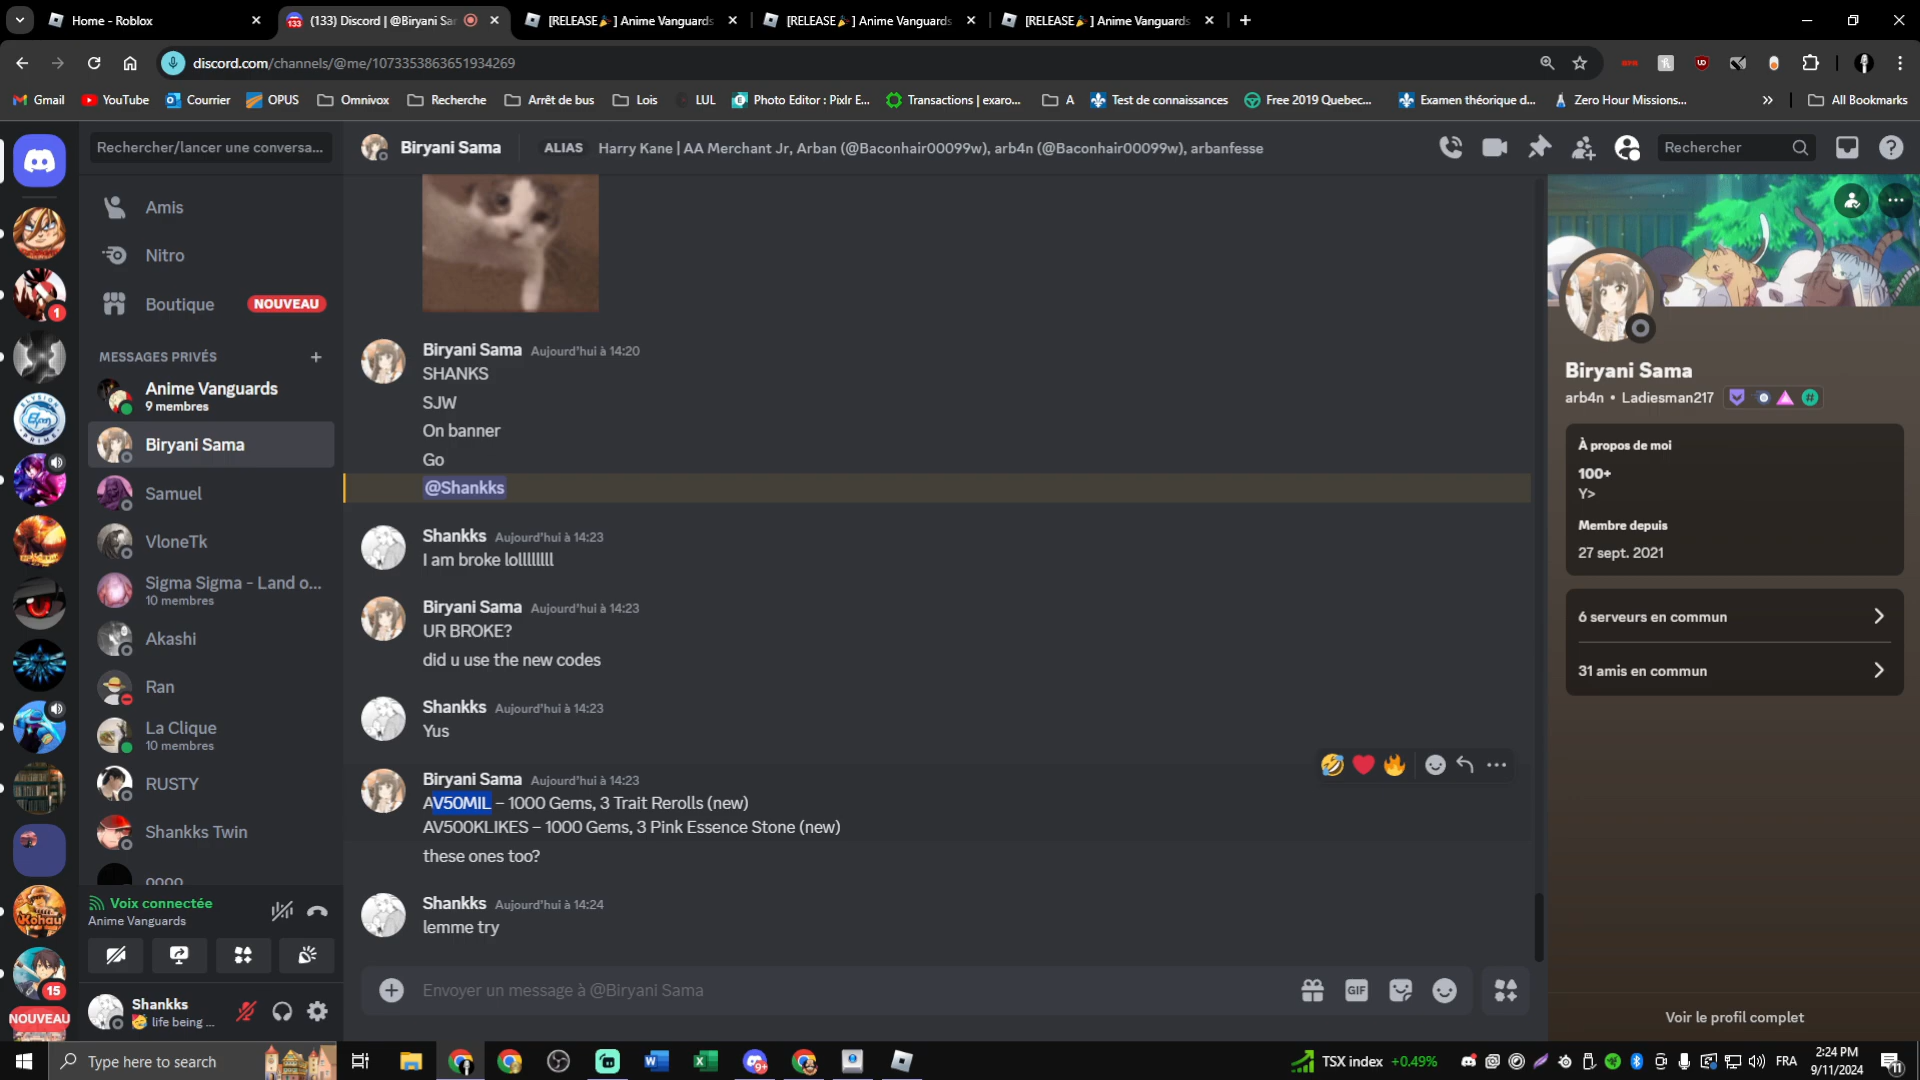 Home - Roblox
(133) Discord | @Biryani Sar
[RELEASE🎉] Anime Vanguards
[RELEASE🎉] Anime Vanguards
[RELEASE🎉] Anime Vanguards
discord.com/channels/@me/1073353863651934269
Gmail
YouTube
Courrier
OPUS
Omnivox
Recherche
Arrêt de bus
Lois
LUL
Photo Editor : Pixlr E...
Transactions | exaro...
A
Test de connaissances
Free 2019 Quebec...
Examen théorique d...
Zero Hour Missions...
All Bookmarks
Rechercher/lancer une conversa...
Biryani Sama
ALIAS
Harry Kane | AA Merchant Jr, Arban (@Baconhair00099w), arb4n (@Baconhair00099w), arbanfesse
Rechercher
Amis
Nitro
Boutique
NOUVEAU
MESSAGES PRIVÉS
Anime Vanguards
9 membres
Biryani Sama
Samuel
VloneTk
Sigma Sigma - Land o...
10 membres
Akashi
Ran
La Clique
10 membres
RUSTY
Shankks Twin
oooo
1
15
NOUVEAU
Voix connectée
Anime Vanguards
Shankks
🥳 life being ...
Biryani Sama Aujourd'hui à 14:20
SHANKS
SJW
On banner
Go
@Shankks
Shankks Aujourd'hui à 14:23
I am broke lollllllll
Biryani Sama Aujourd'hui à 14:23
UR BROKE?
did u use the new codes
Shankks Aujourd'hui à 14:23
Yus
Biryani Sama Aujourd'hui à 14:23
AV50MIL – 1000 Gems, 3 Trait Rerolls (new)
AV500KLIKES – 1000 Gems, 3 Pink Essence Stone (new)
these ones too?
Shankks Aujourd'hui à 14:24
lemme try
Envoyer un message à @Biryani Sama
GIF
Biryani Sama
arb4n • Ladiesman217
À propos de moi
100+
Y>
Membre depuis
27 sept. 2021
6 serveurs en commun
31 amis en commun
Voir le profil complet
Type here to search
9+
TSX index +0.49%
FRA
2:24 PM
9/11/2024
11